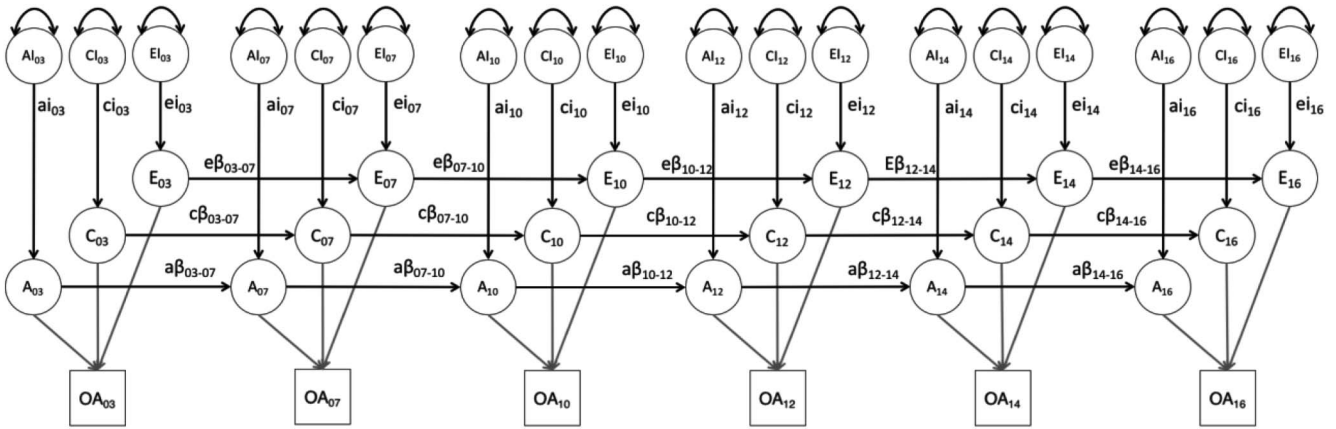 AI₀₃ CI₀₃ EI₀₃ AI₀₇ CI₀₇ EI₀₇ AI₁₀ CI₁₀ EI₁₀ AI₁₂ CI₁₂ EI₁₂ AI₁₄ CI₁₄ EI₁₄ AI₁₆ CI₁₆ EI₁₆
ai₀₃ ci₀₃ ei₀₃ ai₀₇ ci₀₇ ei₀₇ ai₁₀ ci₁₀ ei₁₀ ai₁₂ ci₁₂ ei₁₂ ai₁₄ ci₁₄ ei₁₄ ai₁₆ ci₁₆ ei₁₆
eβ₀₃₋₀₇ eβ₀₇₋₁₀ eβ₁₀₋₁₂ Eβ₁₂₋₁₄ eβ₁₄₋₁₆
E₀₃ E₀₇ E₁₀ E₁₂ E₁₄ E₁₆
cβ₀₃₋₀₇ cβ₀₇₋₁₀ cβ₁₀₋₁₂ cβ₁₂₋₁₄ cβ₁₄₋₁₆
C₀₃ C₀₇ C₁₀ C₁₂ C₁₄ C₁₆
aβ₀₃₋₀₇ aβ₀₇₋₁₀ aβ₁₀₋₁₂ aβ₁₂₋₁₄ aβ₁₄₋₁₆
A₀₃ A₀₇ A₁₀ A₁₂ A₁₄ A₁₆
OA₀₃ OA₀₇ OA₁₀ OA₁₂ OA₁₄ OA₁₆